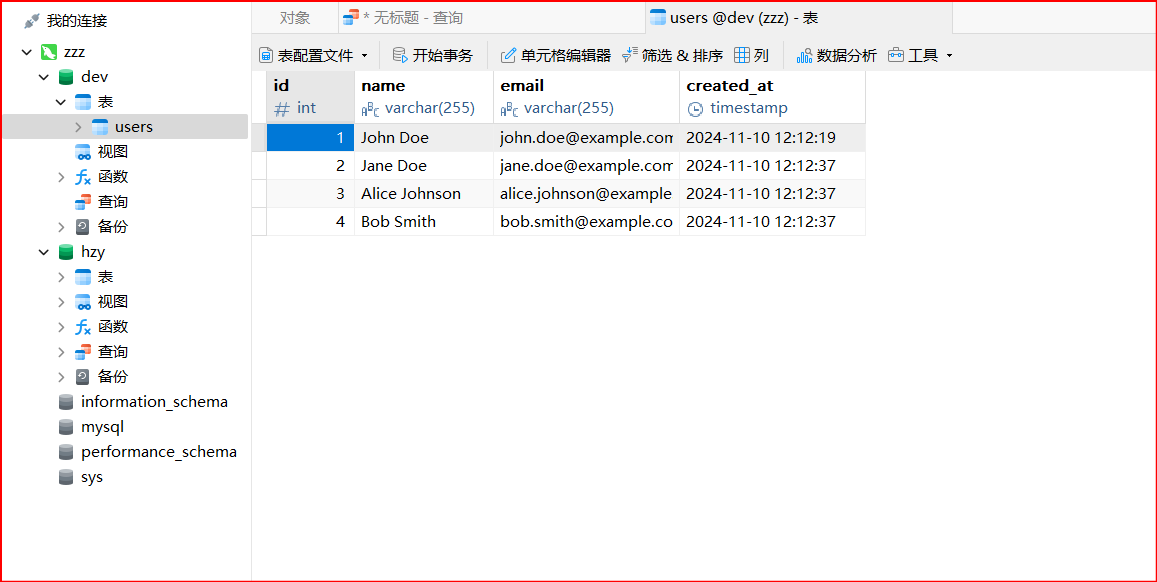 我的连接
zzz
dev
表
users
视图
函数
查询
备份
hzy
表
视图
函数
查询
备份
information_schema
mysql
performance_schema
sys
对象
* 无标题 - 查询
users @dev (zzz) - 表
表配置文件 开始事务 单元格编辑器 筛选 & 排序 列 数据分析 工具
id name email created_at
# int ABC varchar(255) ABC varchar(255) timestamp
1 John Doe john.doe@example.com 2024-11-10 12:12:19
2 Jane Doe jane.doe@example.com 2024-11-10 12:12:37
3 Alice Johnson alice.johnson@example 2024-11-10 12:12:37
4 Bob Smith bob.smith@example.co 2024-11-10 12:12:37